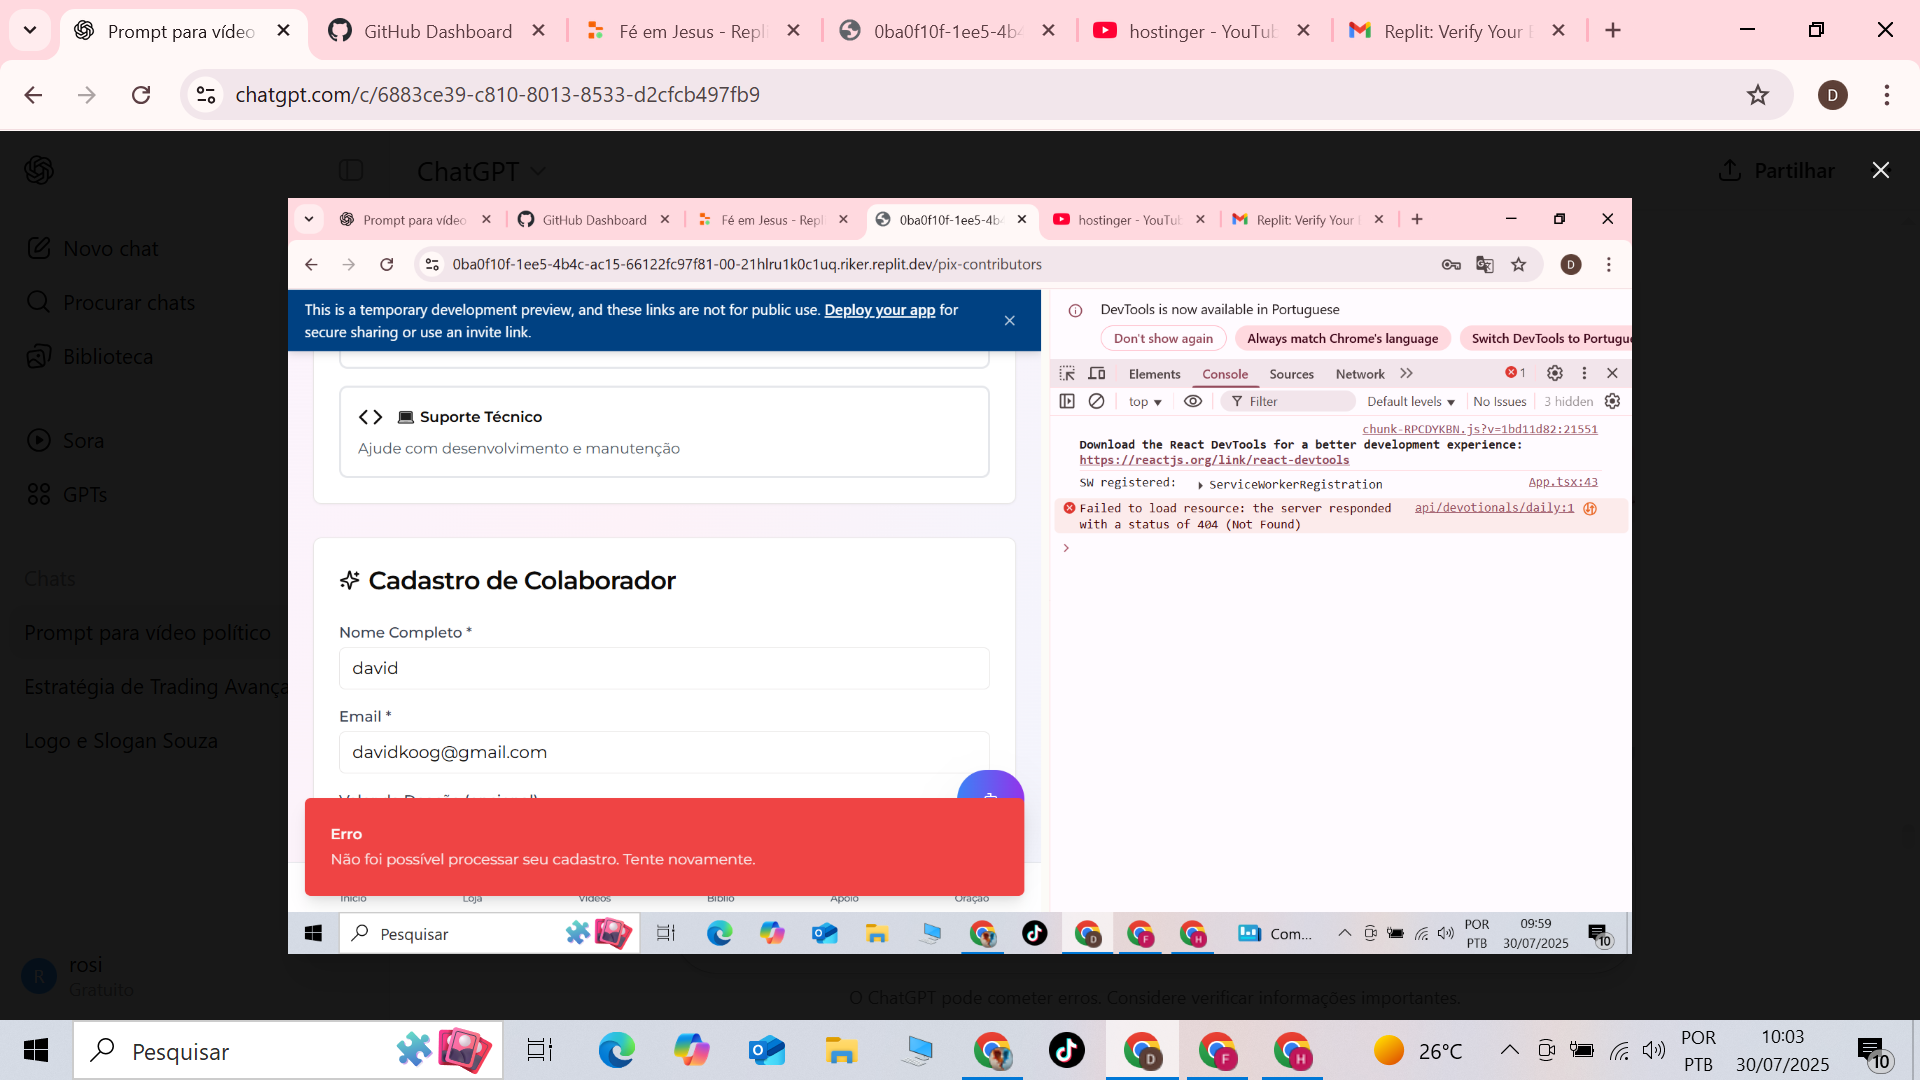 Prompt para vídeo
GitHub Dashboard
Fé em Jesus - Repl
0ba0f10f-1ee5-4b4
hostinger - YouTub
Replit: Verify Your E
chatgpt.com/c/6883ce39-c810-8013-8533-d2cfcb497fb9
D
ChatGPT
Partilhar
Novo chat
Procurar chats
Biblioteca
Sora
GPTs
Chats
Prompt para vídeo político
Estratégia de Trading Avança
Logo e Slogan Souza
R
rosi
Gratuito
Prompt para vídeo
GitHub Dashboard
Fé em Jesus - Repl
0ba0f10f-1ee5-4b4
hostinger - YouTub
Replit: Verify Your
0ba0f10f-1ee5-4b4c-ac15-66122fc97f81-00-21hlru1k0c1uq.riker.replit.dev/pix-contributors
D
This is a temporary development preview, and these links are not for public use. Deploy your app for
secure sharing or use an invite link.
Suporte Técnico
Ajude com desenvolvimento e manutenção
Cadastro de Colaborador
Nome Completo *
david
Email *
davidkoog@gmail.com
Erro
Não foi possível processar seu cadastro. Tente novamente.
Início
Loja
Vídeos
Bíblio
Apoio
Oração
DevTools is now available in Portuguese
Don't show again
Always match Chrome's language
Switch DevTools to Portugue
Elements
Console
Sources
Network
1
top
Filter
Default levels
No Issues
3 hidden
chunk-RPCDYKBN.js?v=1bd11d82:21551
Download the React DevTools for a better development experience:
https://reactjs.org/link/react-devtools
SW registered: ServiceWorkerRegistration
App.tsx:43
Failed to load resource: the server responded
with a status of 404 (Not Found)
api/devotionals/daily:1
Pesquisar
D
F
H
Com...
POR
PTB
09:59
30/07/2025
10
O ChatGPT pode cometer erros. Considere verificar informações importantes.
Pesquisar
D
F
H
26°C
POR
PTB
10:03
30/07/2025
10